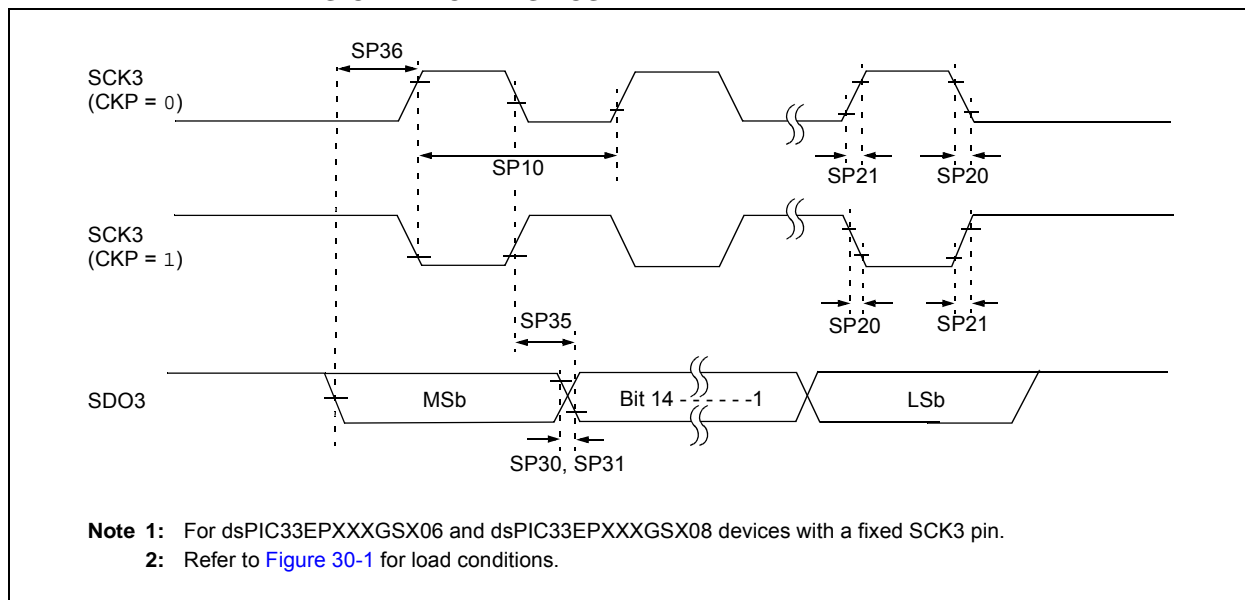 SP36
SCK3
(CKP = 0)
SP10
SP21
SP20
SCK3
(CKP = 1)
SP35
SP20
SP21
SDO3
MSb
Bit 14 - - - - - -1
LSb
SP30, SP31
Note 1: For dsPIC33EPXXXGSX06 and dsPIC33EPXXXGSX08 devices with a fixed SCK3 pin.
2: Refer to Figure 30-1 for load conditions.